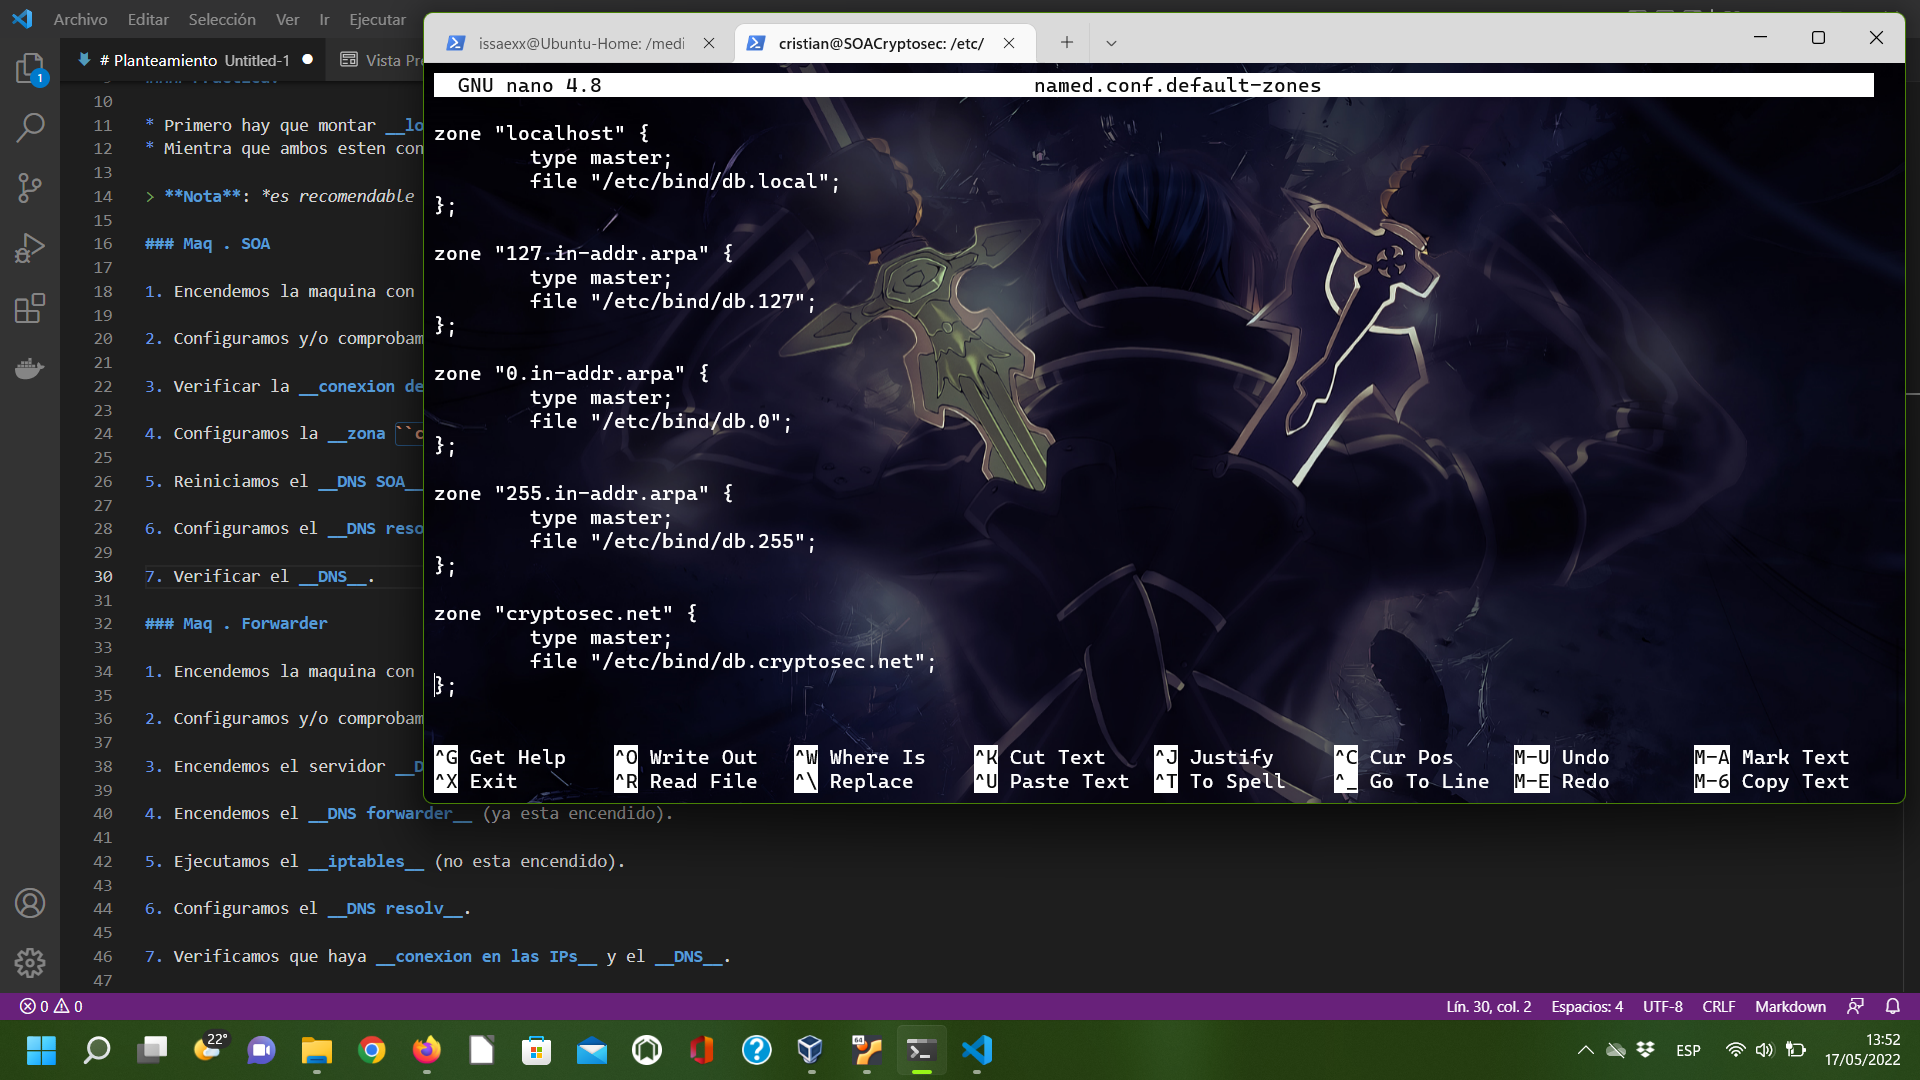 Archivo Editar Selección Ver Ir Ejecutar
# Planteamiento Untitled-1
Vista
issaexx@Ubuntu-Home: /medi
cristian@SOACryptosec: /etc/
GNU nano 4.8 named.conf.default-zones
zone "localhost" {
type master;
file "/etc/bind/db.local";
};
zone "127.in-addr.arpa" {
type master;
file "/etc/bind/db.127";
};
zone "0.in-addr.arpa" {
type master;
file "/etc/bind/db.0";
};
zone "255.in-addr.arpa" {
type master;
file "/etc/bind/db.255";
};
zone "cryptosec.net" {
type master;
file "/etc/bind/db.cryptosec.net";
};
^G Get Help ^O Write Out ^W Where Is ^K Cut Text ^J Justify ^C Cur Pos M-U Undo M-A Mark Text
^X Exit ^R Read File ^\ Replace ^U Paste Text ^T To Spell ^_ Go To Line M-E Redo M-6 Copy Text
1
10
11 * Primero hay que montar __lo
12 * Mientra que ambos esten con
13
14 > **Nota**: *es recomendable
15
16 ### Maq . SOA
17
18 1. Encendemos la maquina con
19
20 2. Configuramos y/o comprobam
21
22 3. Verificar la __conexion de
23
24 4. Configuramos la __zona ``c
25
26 5. Reiniciamos el __DNS SOA__
27
28 6. Configuramos el __DNS reso
29
30 7. Verificar el __DNS__.
31
32 ### Maq . Forwarder
33
34 1. Encendemos la maquina con
35
36 2. Configuramos y/o comprobam
37
38 3. Encendemos el servidor __D
39
40 4. Encendemos el __DNS forwarder__ (ya esta encendido).
41
42 5. Ejecutamos el __iptables__ (no esta encendido).
43
44 6. Configuramos el __DNS resolv__.
45
46 7. Verificamos que haya __conexion en las IPs__ y el __DNS__.
47
0 0 Lín. 30, col. 2 Espacios: 4 UTF-8 CRLF Markdown
22° 64 ESP 13:52
17/05/2022